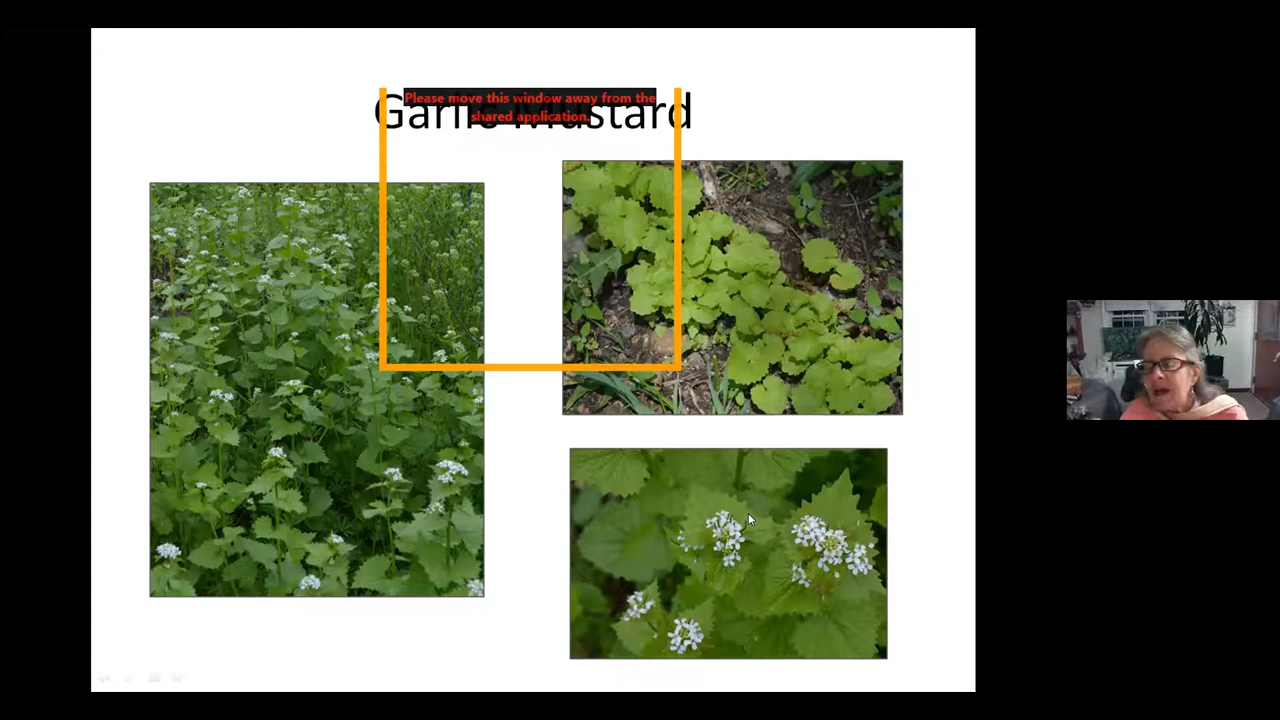 Garlic Mustard
Please move this window away from the
shared application.